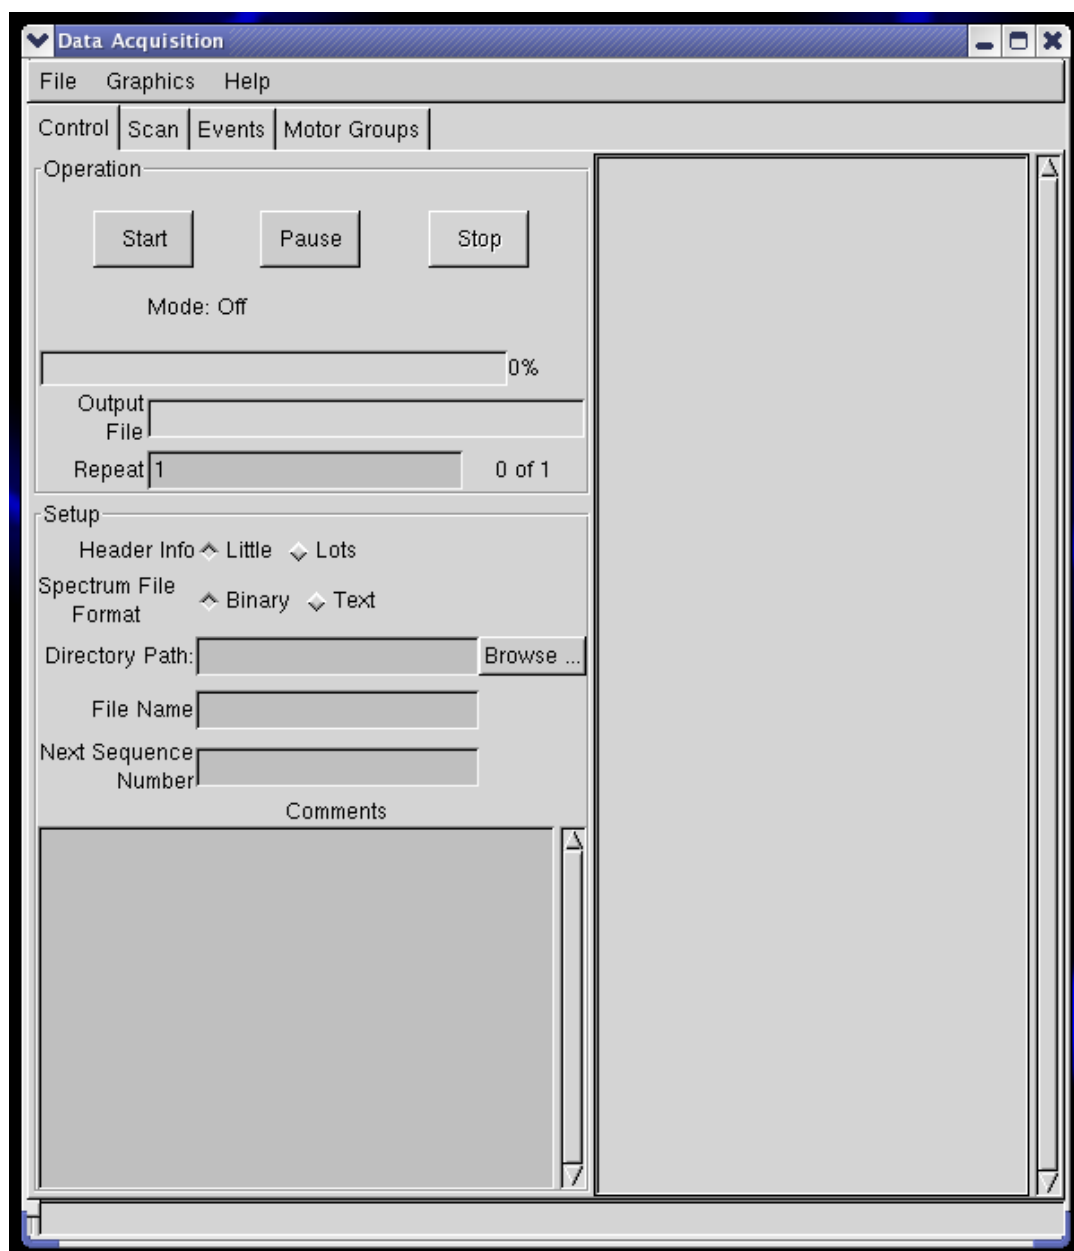 Data Acquisition
File Graphics Help
Control Scan Events Motor Groups
Operation
Start Pause Stop
Mode: Off
0%
Output
File
Repeat 1 0 of 1
Setup
Header Info Little Lots
Spectrum File
Format
Binary Text
Directory Path: Browse ...
File Name
Next Sequence
Number
Comments